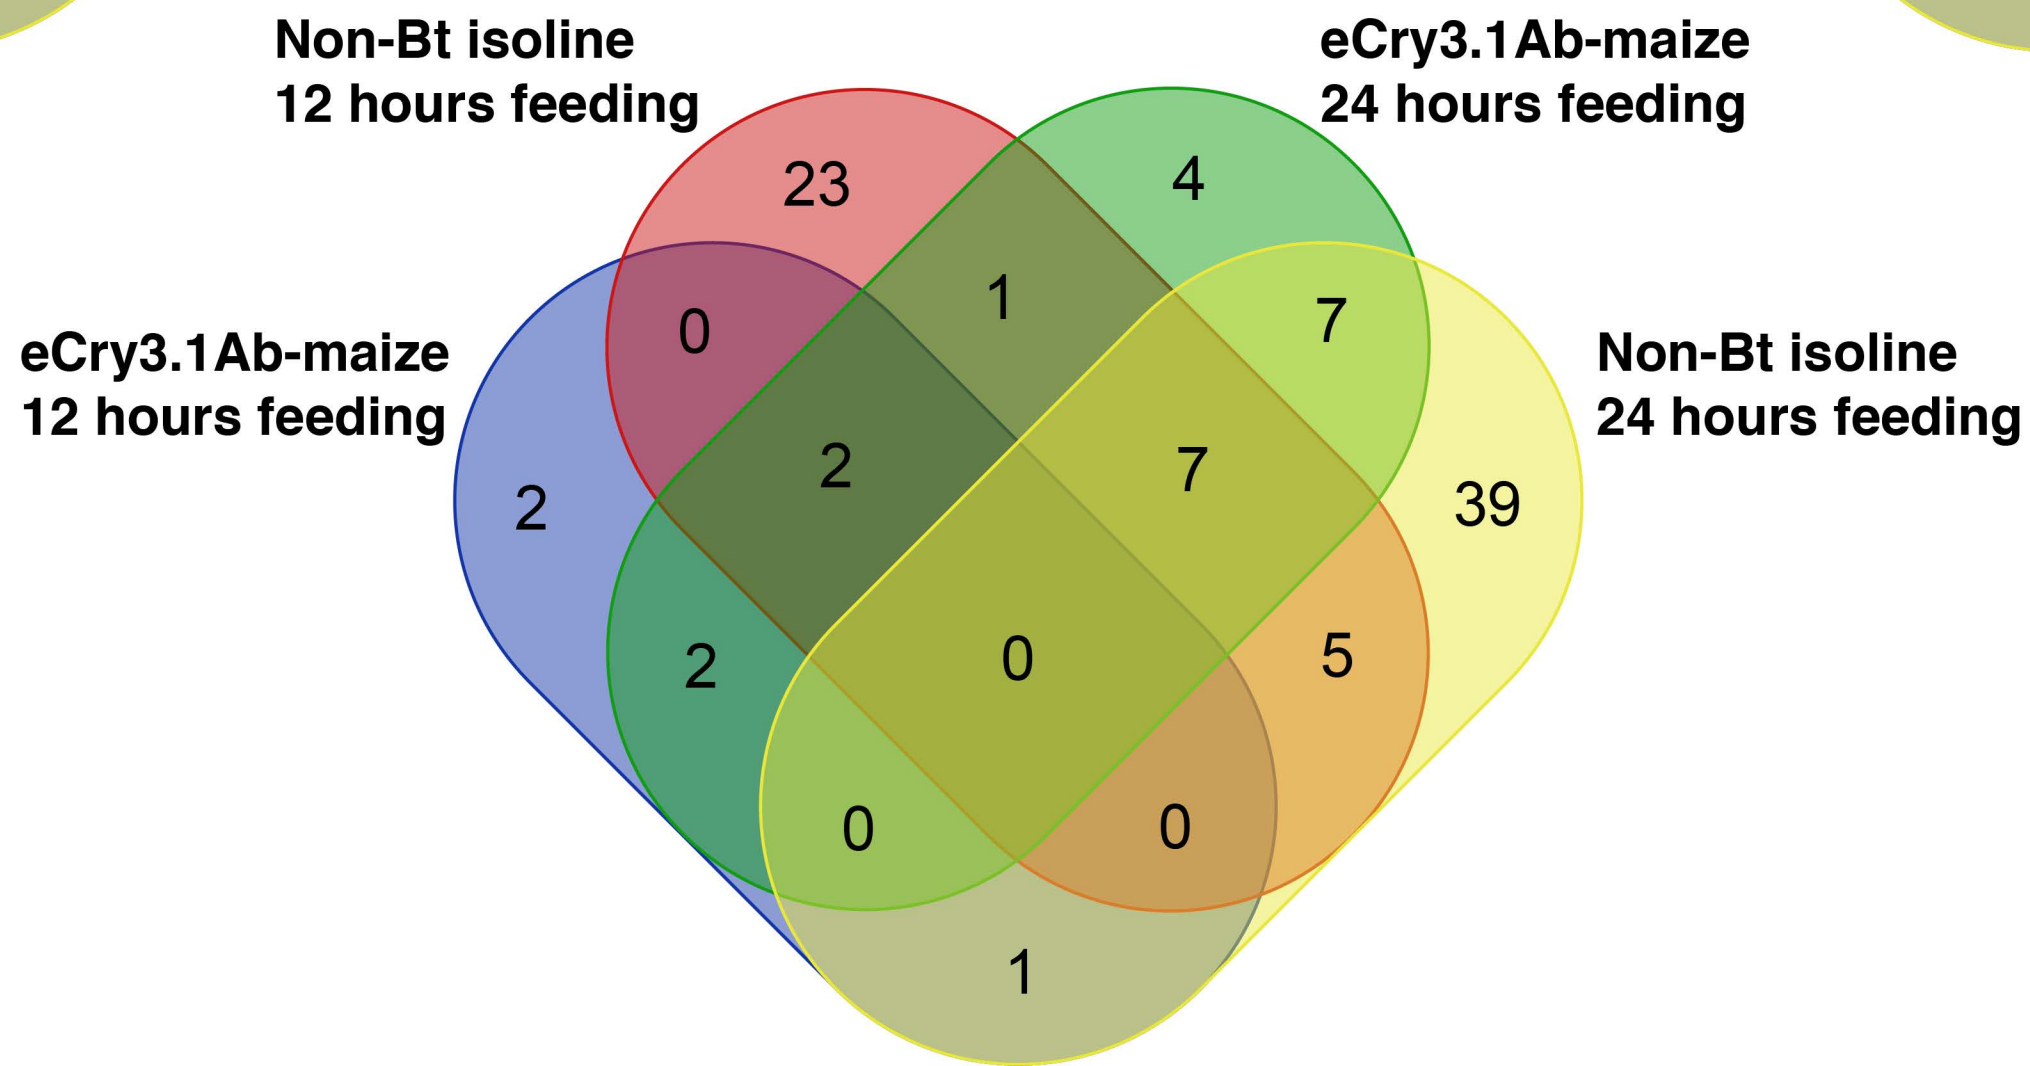 Non-Bt isoline
12 hours feeding
eCry3.1Ab-maize
24 hours feeding
23
4
eCry3.1Ab-maize
12 hours feeding
0
1
7
Non-Bt isoline
24 hours feeding
2
2
7
39
2
0
5
0
0
1